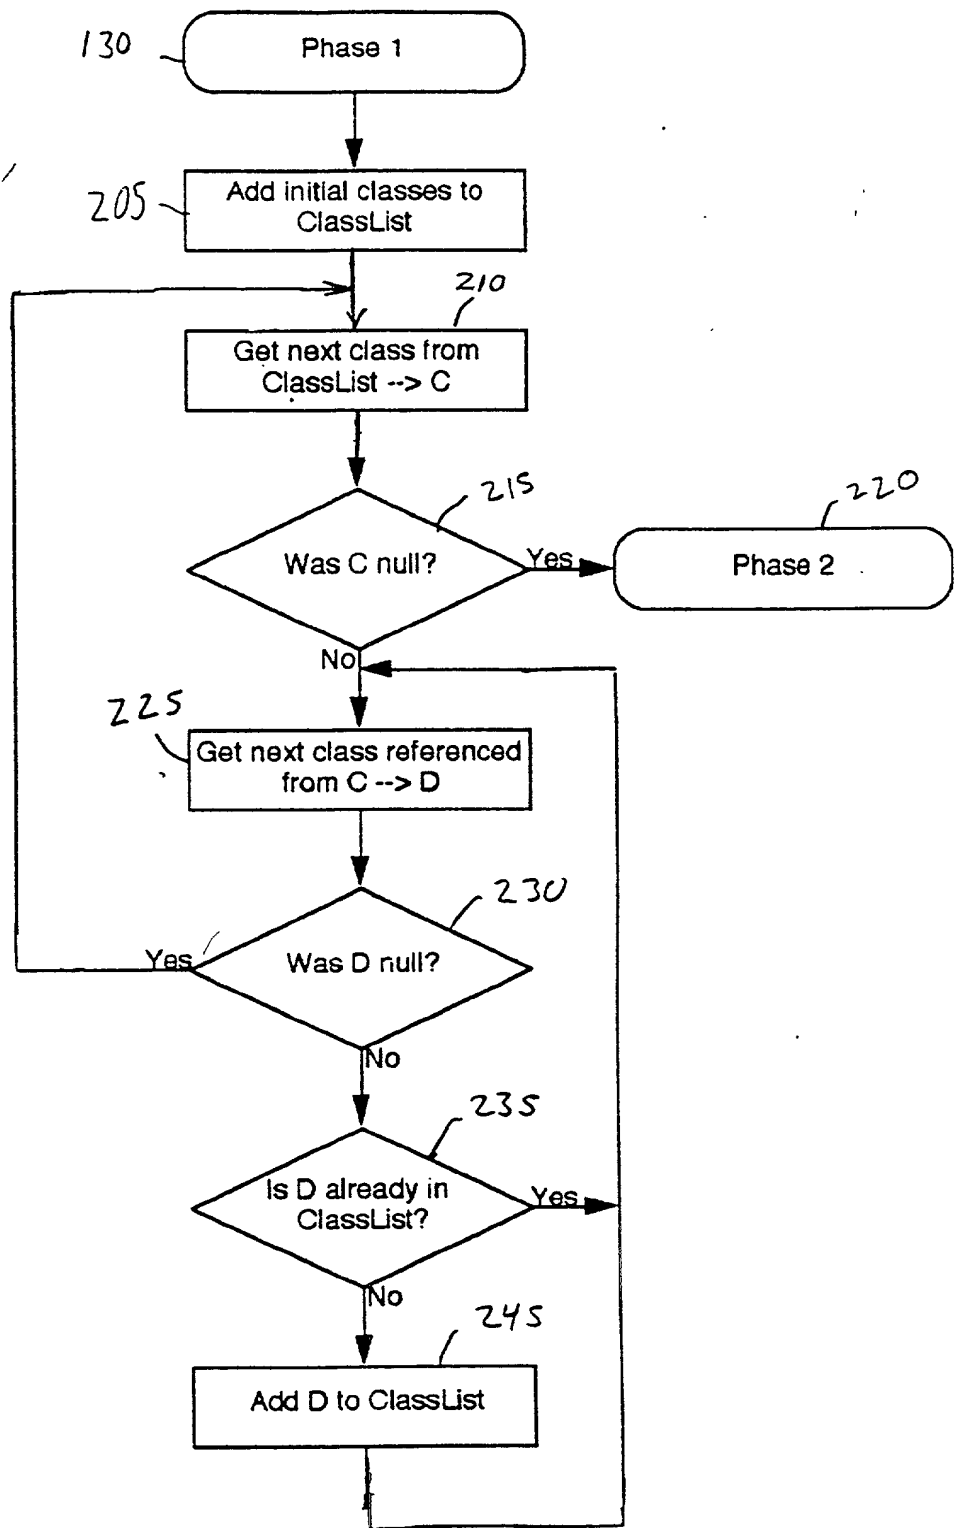 130
Phase 1
205
Add initial classes to
ClassList
210
Get next class from
ClassList --> C
215
Was C null?
Yes
220
Phase 2
No
225
Get next class referenced
from C --> D
230
Was D null?
Yes
No
235
Is D already in
ClassList?
Yes
No
245
Add D to ClassList